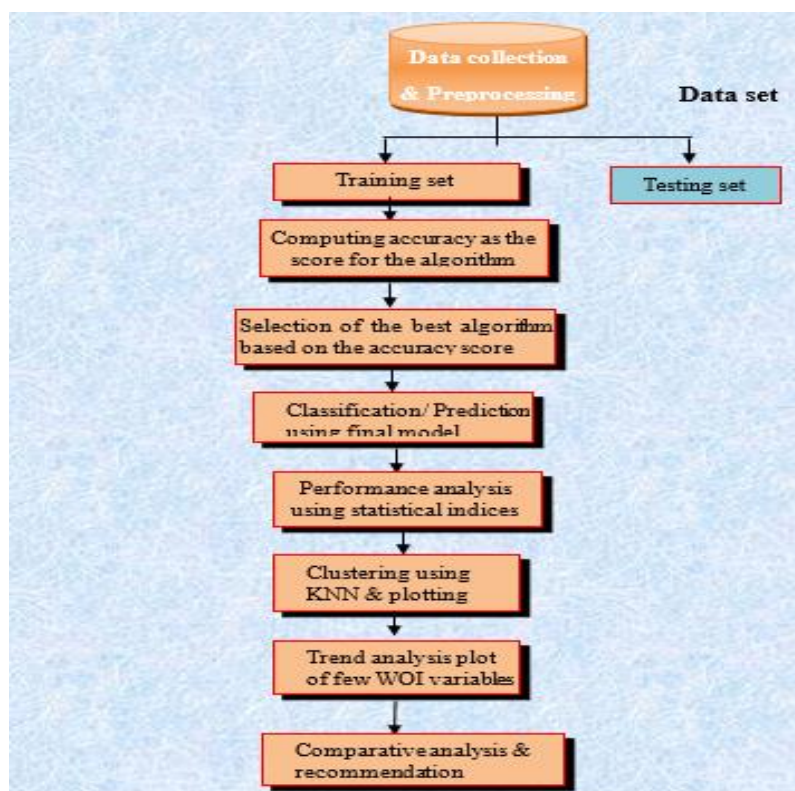 Data collection
& Preprocessing
Data set
Training set
Testing set
Computing accuracy as the
score for the algorithm
Selection of the best algorithm
based on the accuracy score
Classification/ Prediction
using final model
Performance analysis
using statistical indices
Clustering using
KNN & plotting
Trend analysis plot
of few WOI variables
Comparative analysis &
recommendation